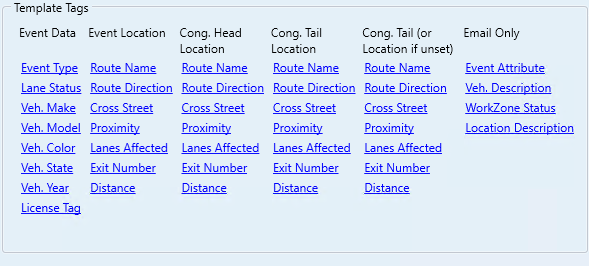 Template Tags
Event Data Event Location Cong. Head Cong. Tail Cong. Tail (or Email Only
Location Location Location if unset)
Event Type Route Name Route Name Route Name Route Name Event Attribute
Lane Status Route Direction Route Direction Route Direction Route Direction Veh. Description
Veh. Make Cross Street Cross Street Cross Street Cross Street WorkZone Status
Veh. Model Proximity Proximity Proximity Proximity Location Description
Veh. Color Lanes Affected Lanes Affected Lanes Affected Lanes Affected
Veh. State Exit Number Exit Number Exit Number Exit Number
Veh. Year Distance Distance Distance Distance
License Tag